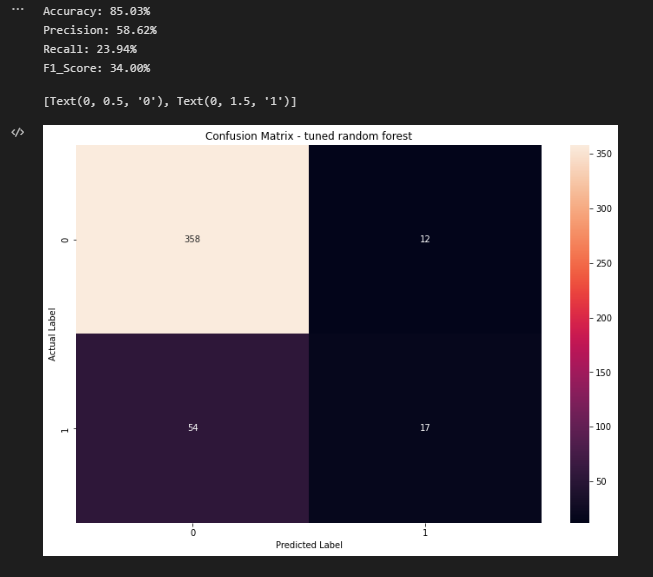 ...
Accuracy: 85.03%
Precision: 58.62%
Recall: 23.94%
F1_Score: 34.00%
[Text(0, 0.5, '0'), Text(0, 1.5, '1')]
</>
Confusion Matrix - tuned random forest
350
300
250
200
150
100
50
Actual Label
0
358
12
1
54
17
0
1
Predicted Label